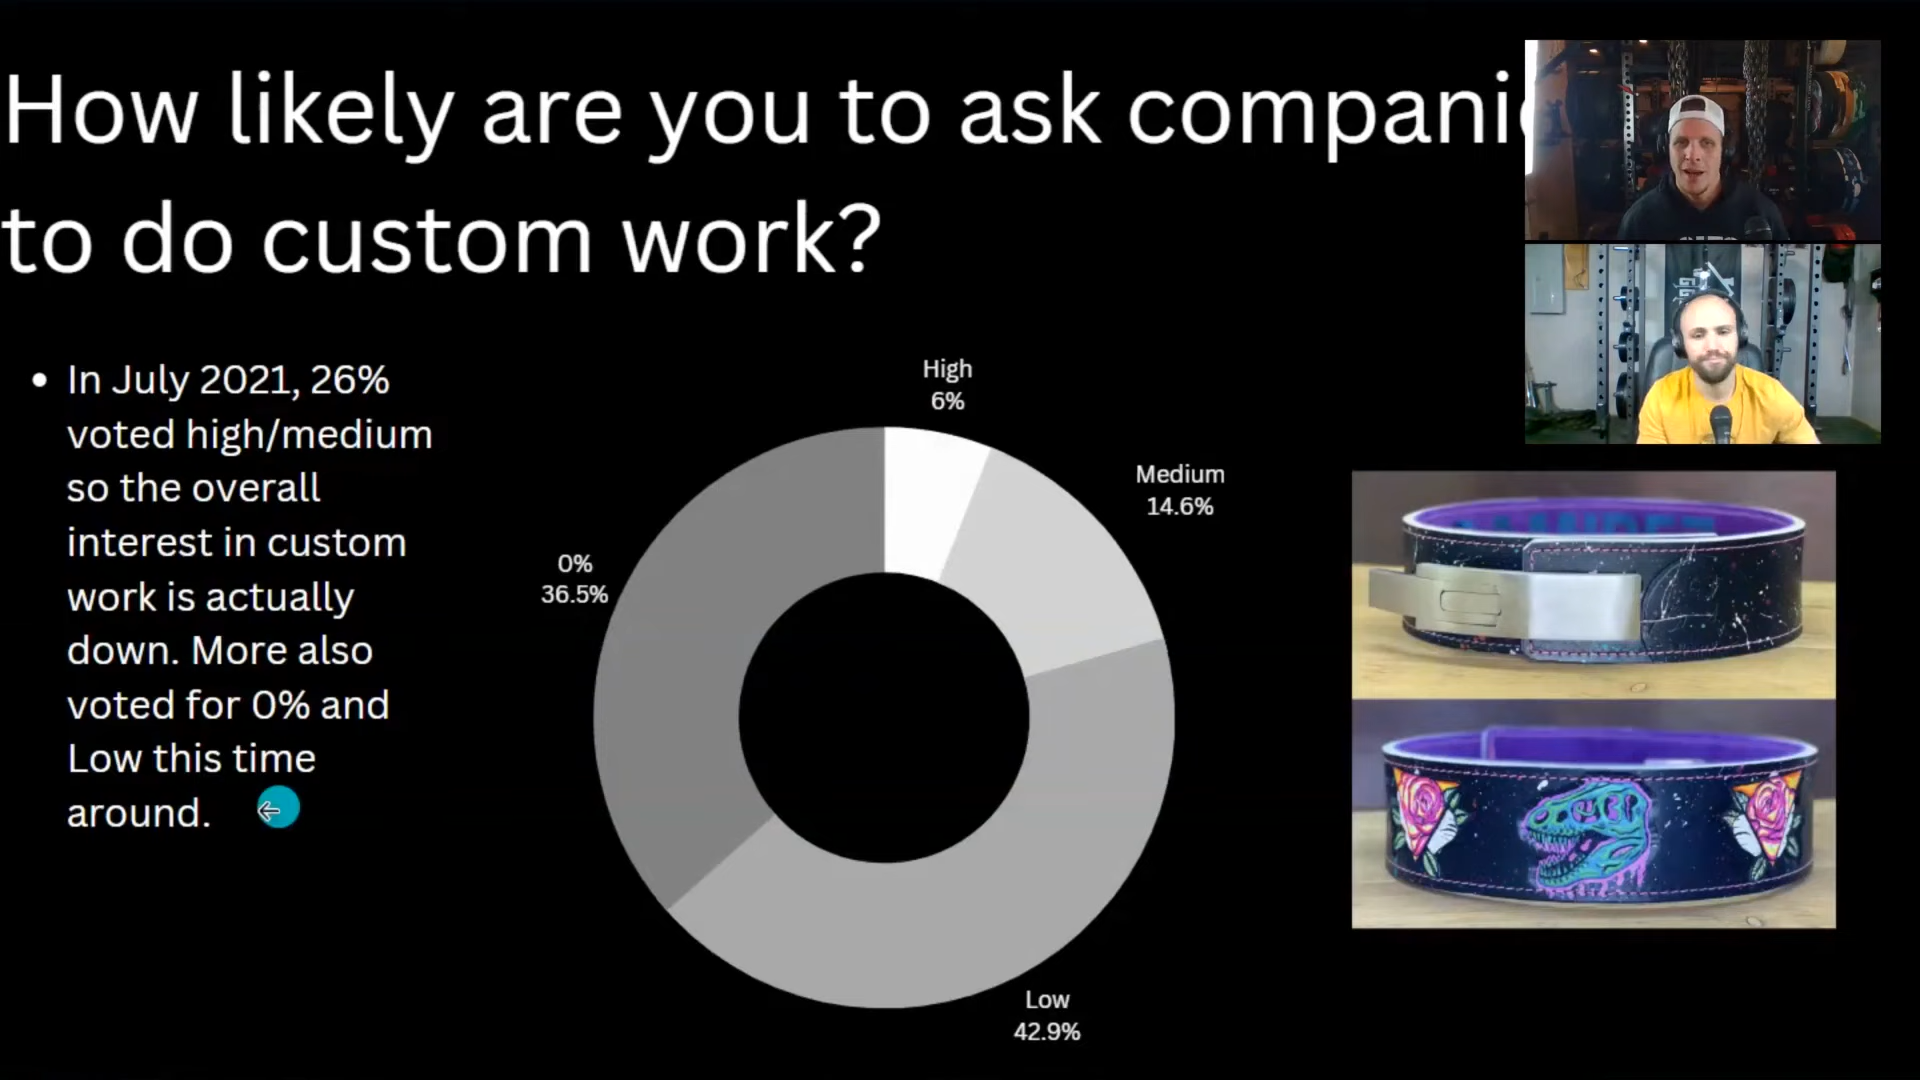 How likely are you to ask compani
to do custom work?
• In July 2021, 26%
voted high/medium
so the overall
interest in custom
work is actually
down. More also
voted for 0% and
Low this time
around.
High
6%
Medium
14.6%
0%
36.5%
Low
42.9%